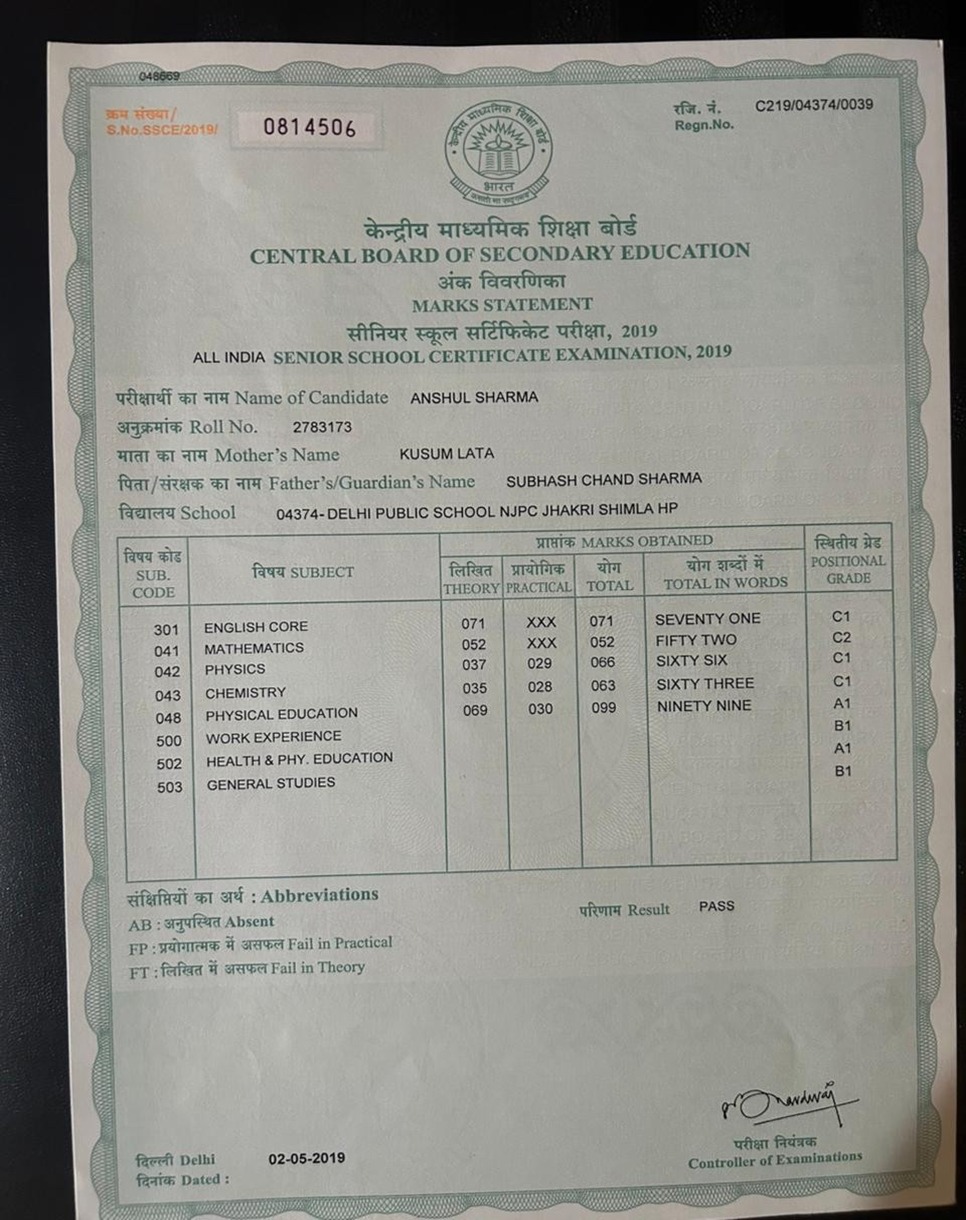 048669
क्रम संख्या/
S.No.SSCE/2019/ 0814506
रजि. नं. C219/04374/0039
Regn.No.
केन्द्रीय माध्यमिक शिक्षा बोर्ड
भारत
केन्द्रीय माध्यमिक शिक्षा बोर्ड
CENTRAL BOARD OF SECONDARY EDUCATION
अंक विवरणिका
MARKS STATEMENT
सीनियर स्कूल सर्टिफिकेट परीक्षा, 2019
ALL INDIA SENIOR SCHOOL CERTIFICATE EXAMINATION, 2019
परीक्षार्थी का नाम Name of Candidate ANSHUL SHARMA
अनुक्रमांक Roll No. 2783173
माता का नाम Mother's Name KUSUM LATA
पिता/संरक्षक का नाम Father's/Guardian's Name SUBHASH CHAND SHARMA
विद्यालय School 04374- DELHI PUBLIC SCHOOL NJPC JHAKRI SHIMLA HP
विषय कोड SUB. CODE विषय SUBJECT प्राप्तांक MARKS OBTAINED स्थितीय ग्रेड POSITIONAL GRADE
लिखित THEORY प्रायोगिक PRACTICAL योग TOTAL योग शब्दों में TOTAL IN WORDS
301 ENGLISH CORE 071 XXX 071 SEVENTY ONE C1
041 MATHEMATICS 052 XXX 052 FIFTY TWO C2
042 PHYSICS 037 029 066 SIXTY SIX C1
043 CHEMISTRY 035 028 063 SIXTY THREE C1
048 PHYSICAL EDUCATION 069 030 099 NINETY NINE A1
500 WORK EXPERIENCE B1
502 HEALTH & PHY. EDUCATION A1
503 GENERAL STUDIES B1
संक्षिप्तियों का अर्थ : Abbreviations
AB : अनुपस्थित Absent
परिणाम Result PASS
FP : प्रयोगात्मक में असफल Fail in Practical
FT : लिखित में असफल Fail in Theory
परीक्षा नियंत्रक
Controller of Examinations
दिल्ली Delhi 02-05-2019
दिनांक Dated :